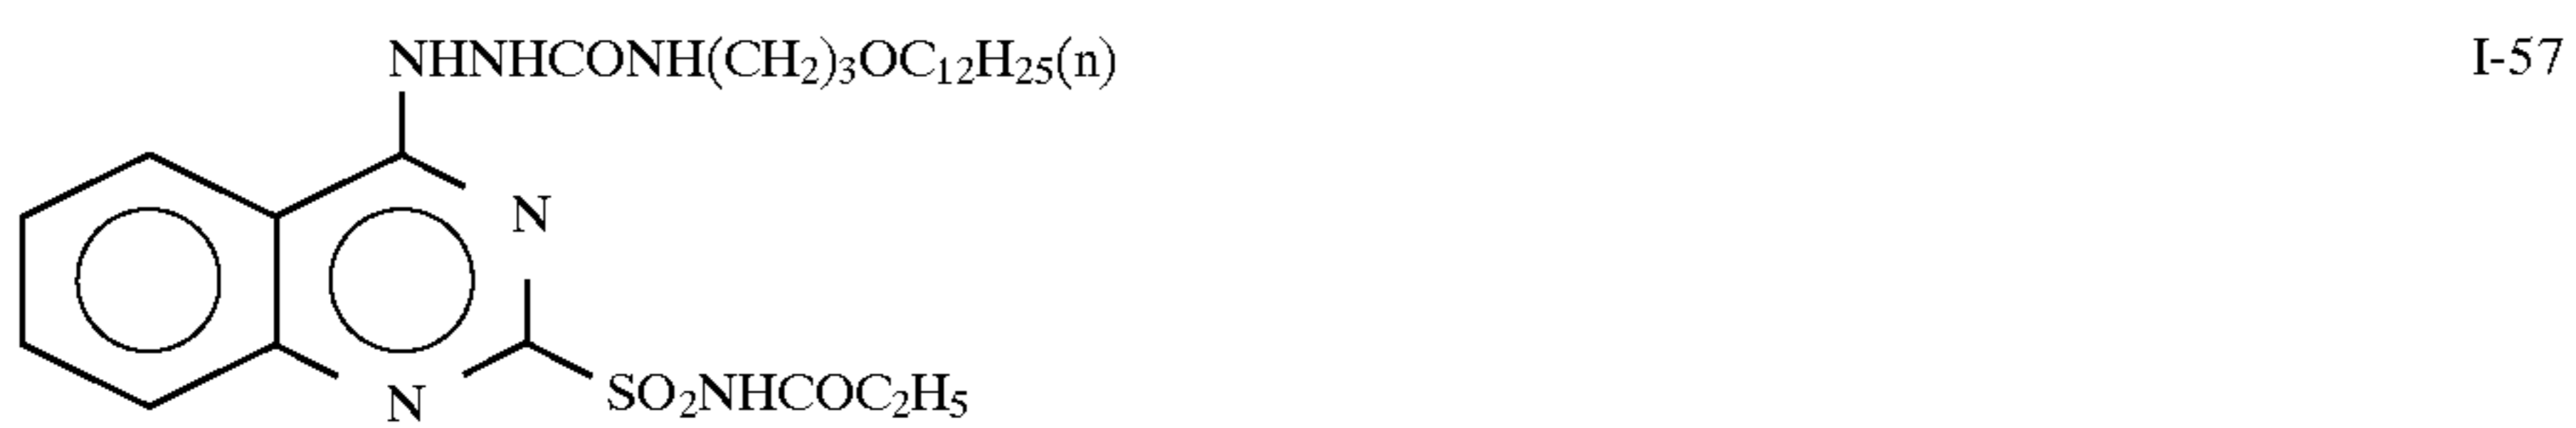 NHNHCONH(CH₂)₃OC₁₂H₂₅(n) I-57
N
N SO₂NHCOC₂H₅